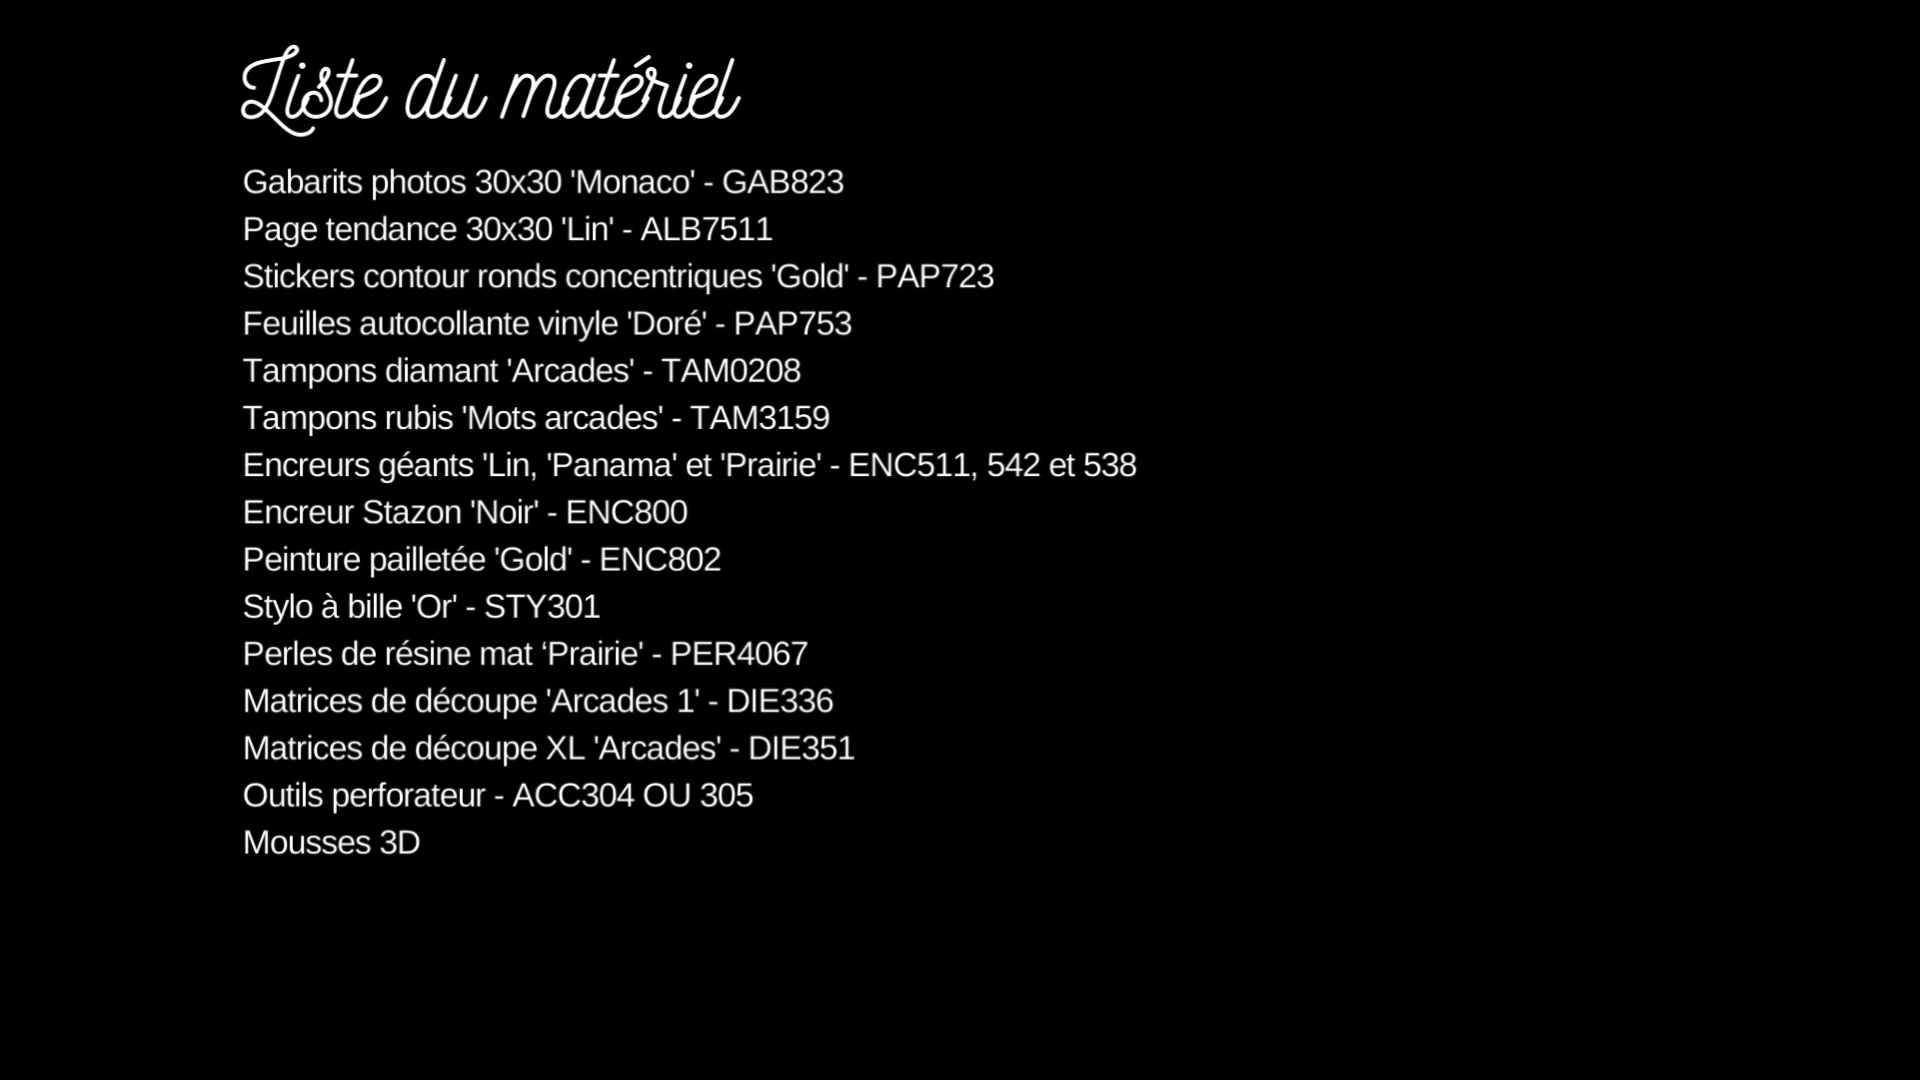 Liste du matériel
Gabarits photos 30x30 'Monaco' - GAB823
Page tendance 30x30 'Lin' - ALB7511
Stickers contour ronds concentriques 'Gold' - PAP723
Feuilles autocollante vinyle 'Doré' - PAP753
Tampons diamant 'Arcades' - TAM0208
Tampons rubis 'Mots arcades' - TAM3159
Encreurs géants 'Lin, 'Panama' et 'Prairie' - ENC511, 542 et 538
Encreur Stazon 'Noir' - ENC800
Peinture pailletée 'Gold' - ENC802
Stylo à bille 'Or' - STY301
Perles de résine mat ‘Prairie' - PER4067
Matrices de découpe 'Arcades 1' - DIE336
Matrices de découpe XL 'Arcades' - DIE351
Outils perforateur - ACC304 OU 305
Mousses 3D